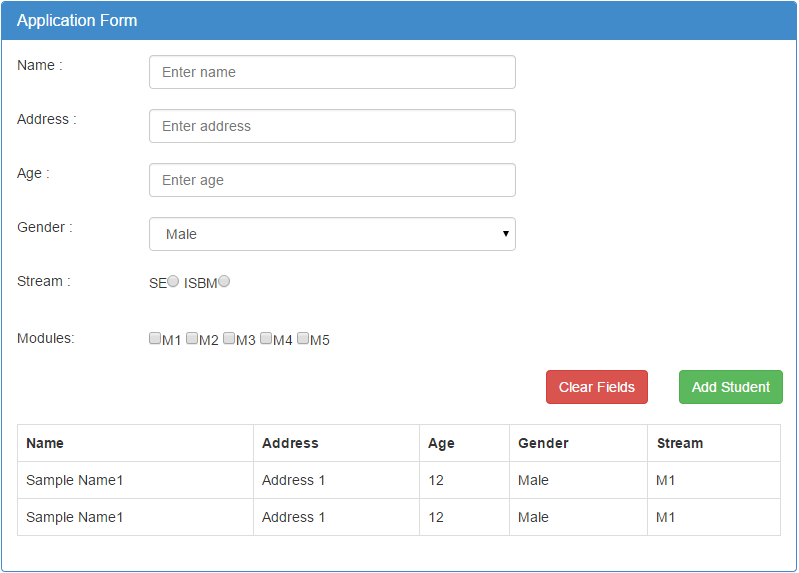 Application Form
Name :
Enter name
Address :
Enter address
Age :
Enter age
Gender :
Male
Stream :
SE ISBM
Modules:
M1 M2 M3 M4 M5
Clear Fields Add Student
Name Address Age Gender Stream
Sample Name1 Address 1 12 Male M1
Sample Name1 Address 1 12 Male M1